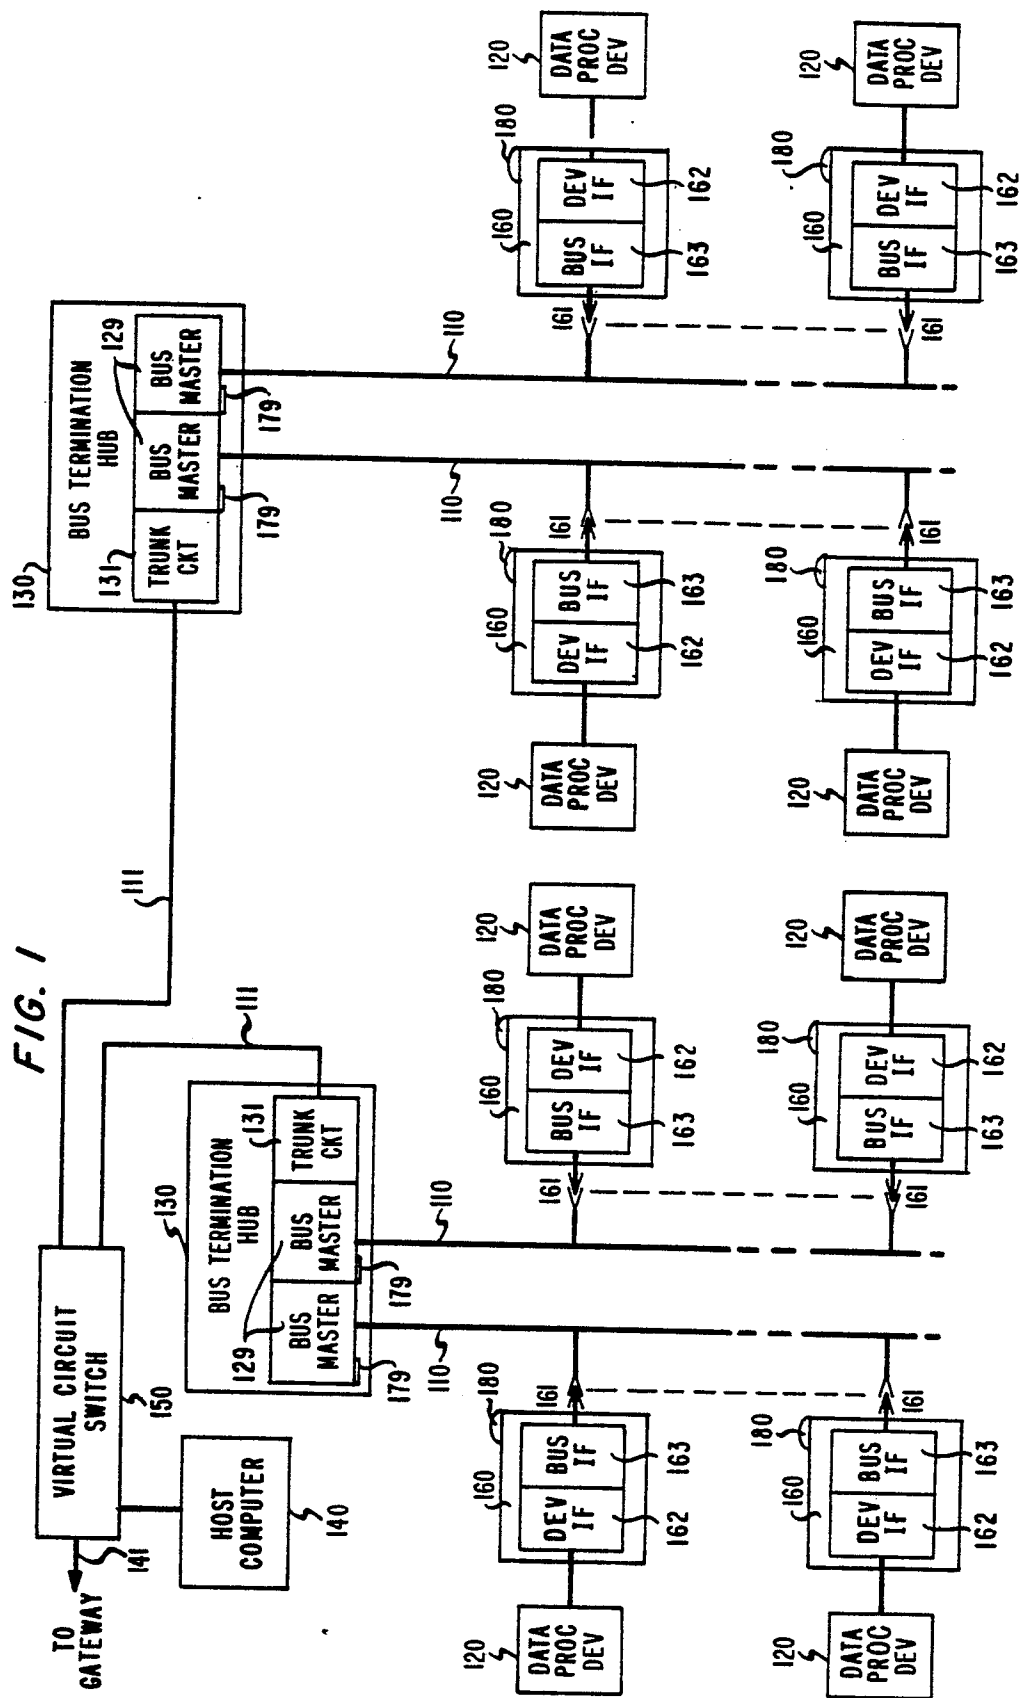 FIG. 1
TO
GATEWAY
141
VIRTUAL CIRCUIT
SWITCH
150
HOST
COMPUTER
140
111
111
130
BUS TERMINATION
HUB
129
BUS
MASTER
BUS
MASTER
131
TRUNK
CKT
179
179
110
110
130
BUS TERMINATION
HUB
131
TRUNK
CKT
BUS
MASTER
129
BUS
MASTER
179
179
110
110
120
DATA
PROC
DEV
160
180
DEV
IF
BUS
IF
162
163
161
161
160
180
BUS
IF
DEV
IF
163
162
120
DATA
PROC
DEV
120
DATA
PROC
DEV
160
180
DEV
IF
BUS
IF
162
163
161
161
160
180
BUS
IF
DEV
IF
163
162
120
DATA
PROC
DEV
120
DATA
PROC
DEV
160
180
DEV
IF
BUS
IF
162
163
161
161
160
180
BUS
IF
DEV
IF
163
162
120
DATA
PROC
DEV
120
DATA
PROC
DEV
160
180
DEV
IF
BUS
IF
162
163
161
161
160
180
BUS
IF
DEV
IF
163
162
120
DATA
PROC
DEV